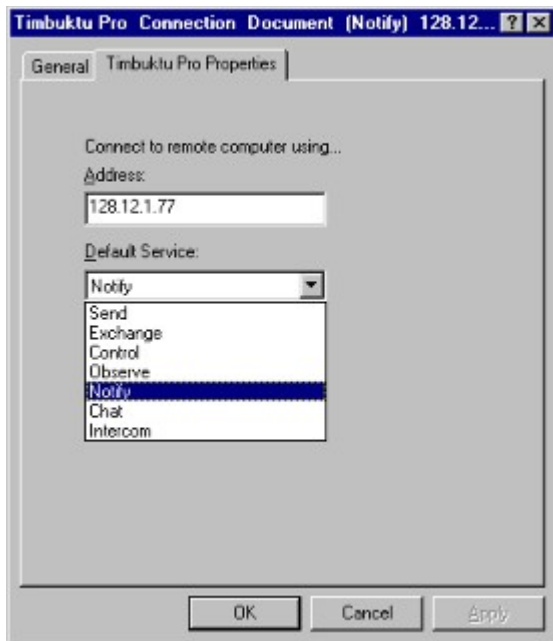 Timbuktu Pro Connection Document (Notify) 128.12...
General Timbuktu Pro Properties
Connect to remote computer using...
Address:
128.12.1.77
Default Service:
Notify
Send
Exchange
Control
Observe
Notify
Chat
Intercom
OK Cancel Apply